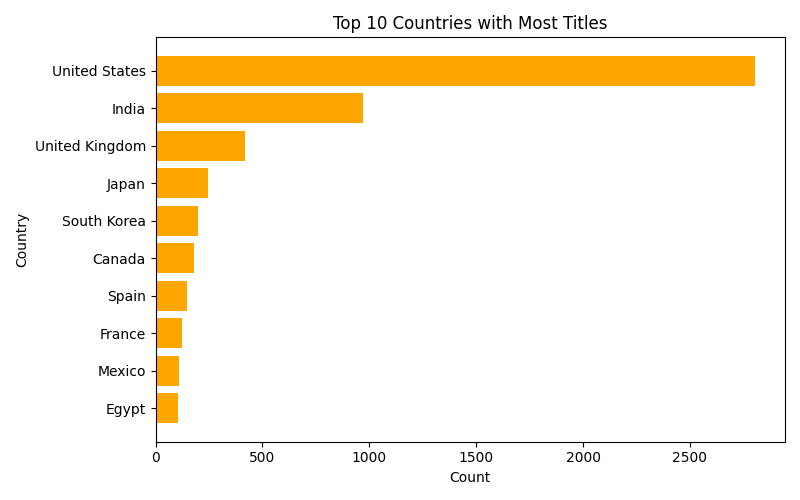 Top 10 Countries with Most Titles
United States
India
United Kingdom
Japan
South Korea
Canada
Spain
France
Mexico
Egypt
Country
0 500 1000 1500 2000 2500
Count